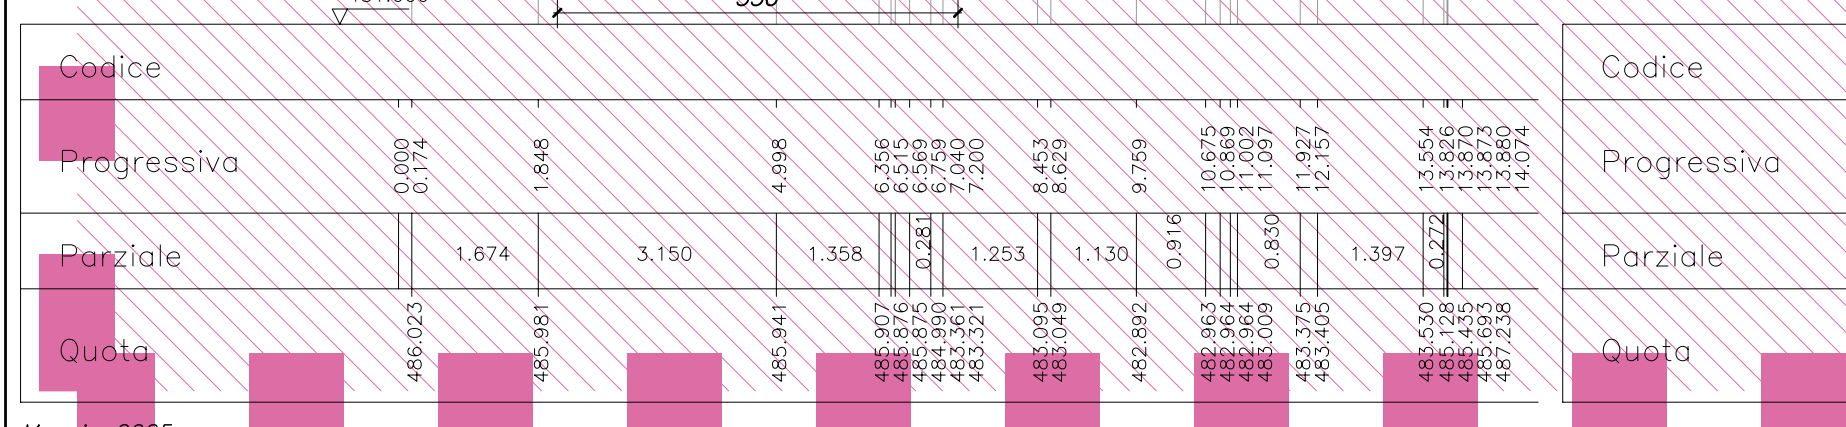 Codice
Codice
Progressiva 0.000 0.174 1.848 4.998 6.356 6.515 6.569 6.759 7.040 7.200 8.453 8.629 9.759 10.675 10.869 11.002 11.097 11.927 12.157 13.554 13.826 13.870 13.873 13.880 14.074
Progressiva
Parziale 1.674 3.150 1.358 0.281 1.253 1.130 0.916 0.830 1.397 0.272
Parziale
Quota 486.023 485.981 485.941 485.907 485.876 485.875 484.990 483.361 483.321 483.095 483.049 482.892 482.963 482.964 482.964 483.009 483.375 483.405 483.530 485.128 485.435 485.693 487.238
Quota